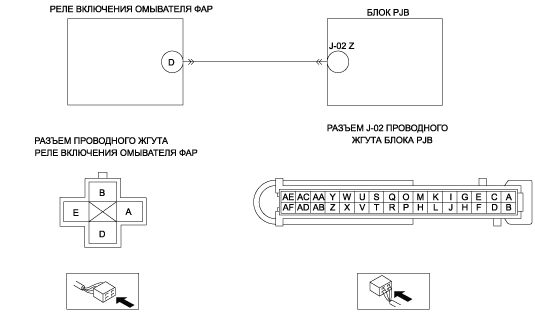 РЕЛЕ ВКЛЮЧЕНИЯ ОМЫВАТЕЛЯ ФАР
БЛОК PJB
J-02 Z
D
РАЗЪЕМ ПРОВОДНОГО ЖГУТА
РЕЛЕ ВКЛЮЧЕНИЯ ОМЫВАТЕЛЯ ФАР
РАЗЪЕМ J-02 ПРОВОДНОГО
ЖГУТА БЛОКА PJB
B
E A
D
AE AC AA Y W U S Q O M K I G E C A
AF AD AB Z X V T R P H L J H F D B